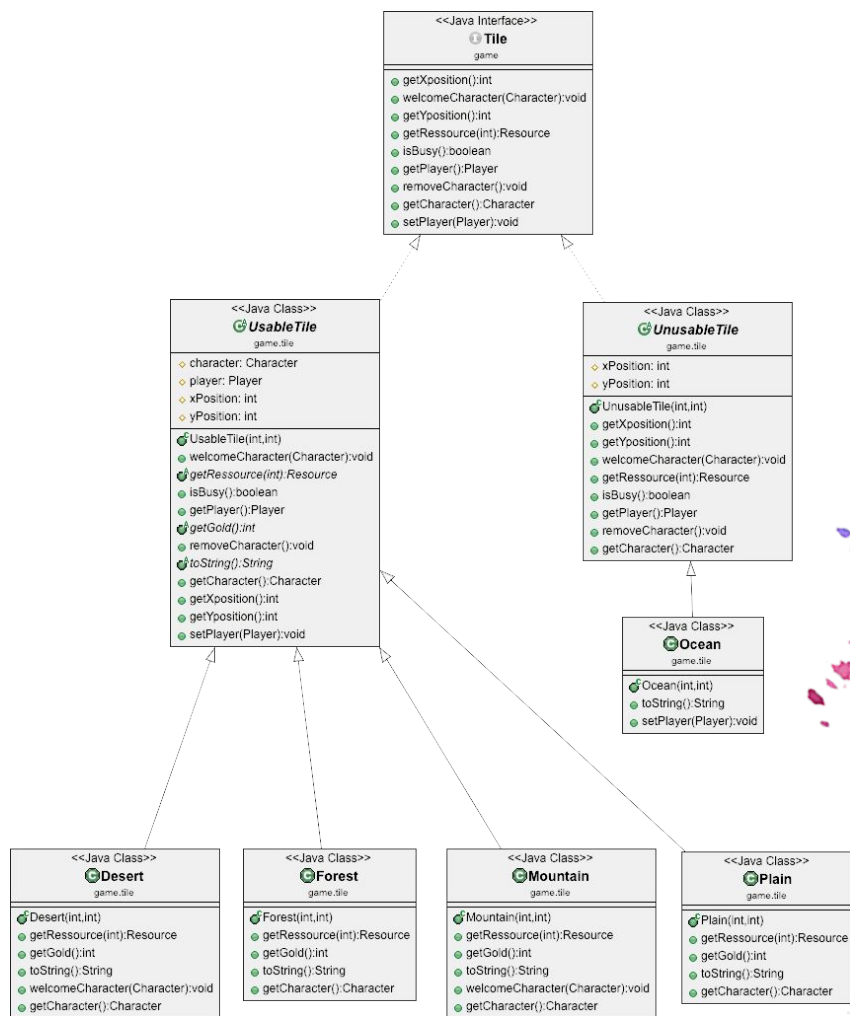 <<Java Interface>>
Tile
game
getXposition():int
welcomeCharacter(Character):void
getYposition():int
getRessource(int):Resource
isBusy():boolean
getPlayer():Player
removeCharacter():void
getCharacter():Character
setPlayer(Player):void
<<Java Class>>
UsableTile
game.tile
character: Character
player: Player
xPosition: int
yPosition: int
UsableTile(int,int)
welcomeCharacter(Character):void
getRessource(int):Resource
isBusy():boolean
getPlayer():Player
getGold():int
removeCharacter():void
toString():String
getCharacter():Character
getXposition():int
getYposition():int
setPlayer(Player):void
<<Java Class>>
UnusableTile
game.tile
xPosition: int
yPosition: int
UnusableTile(int,int)
getXposition():int
getYposition():int
welcomeCharacter(Character):void
getRessource(int):Resource
isBusy():boolean
getPlayer():Player
removeCharacter():void
getCharacter():Character
<<Java Class>>
Ocean
game.tile
Ocean(int,int)
toString():String
setPlayer(Player):void
<<Java Class>>
Desert
game.tile
Desert(int,int)
getRessource(int):Resource
getGold():int
toString():String
welcomeCharacter(Character):void
getCharacter():Character
<<Java Class>>
Forest
game.tile
Forest(int,int)
getRessource(int):Resource
getGold():int
toString():String
getCharacter():Character
<<Java Class>>
Mountain
game.tile
Mountain(int,int)
getRessource(int):Resource
getGold():int
toString():String
welcomeCharacter(Character):void
getCharacter():Character
<<Java Class>>
Plain
game.tile
Plain(int,int)
getRessource(int):Resource
getGold():int
toString():String
getCharacter():Character